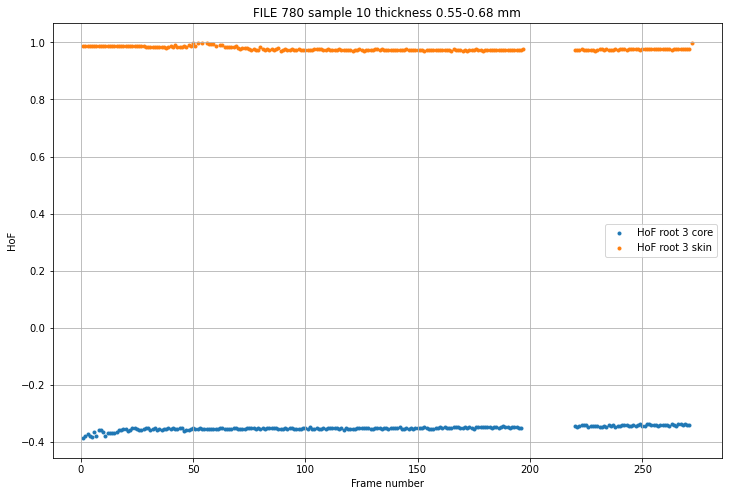 FILE 780 sample 10 thickness 0.55-0.68 mm
1.0
0.8
0.6
0.4
0.2
0.0
−0.2
−0.4
HoF
HoF root 3 core
HoF root 3 skin
0 50 100 150 200 250
Frame number